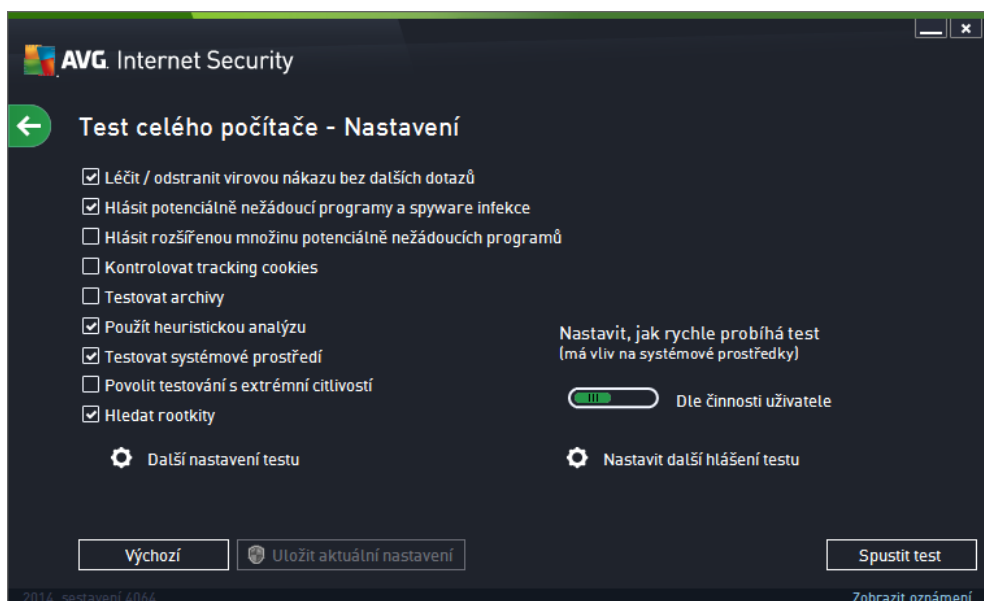 AVG. Internet Security
Test celého počítače - Nastavení
Léčit / odstranit virovou nákazu bez dalších dotazů
Hlásit potenciálně nežádoucí programy a spyware infekce
Hlásit rozšířenou množinu potenciálně nežádoucích programů
Kontrolovat tracking cookies
Testovat archivy
Použít heuristickou analýzu
Testovat systémové prostředí
Povolit testování s extrémní citlivostí
Hledat rootkity
Nastavit, jak rychle probíhá test
(má vliv na systémové prostředky)
Dle činnosti uživatele
Další nastavení testu
Nastavit další hlášení testu
Výchozí
Uložit aktuální nastavení
Spustit test
2014, sestavení 4064
Zobrazit oznámení